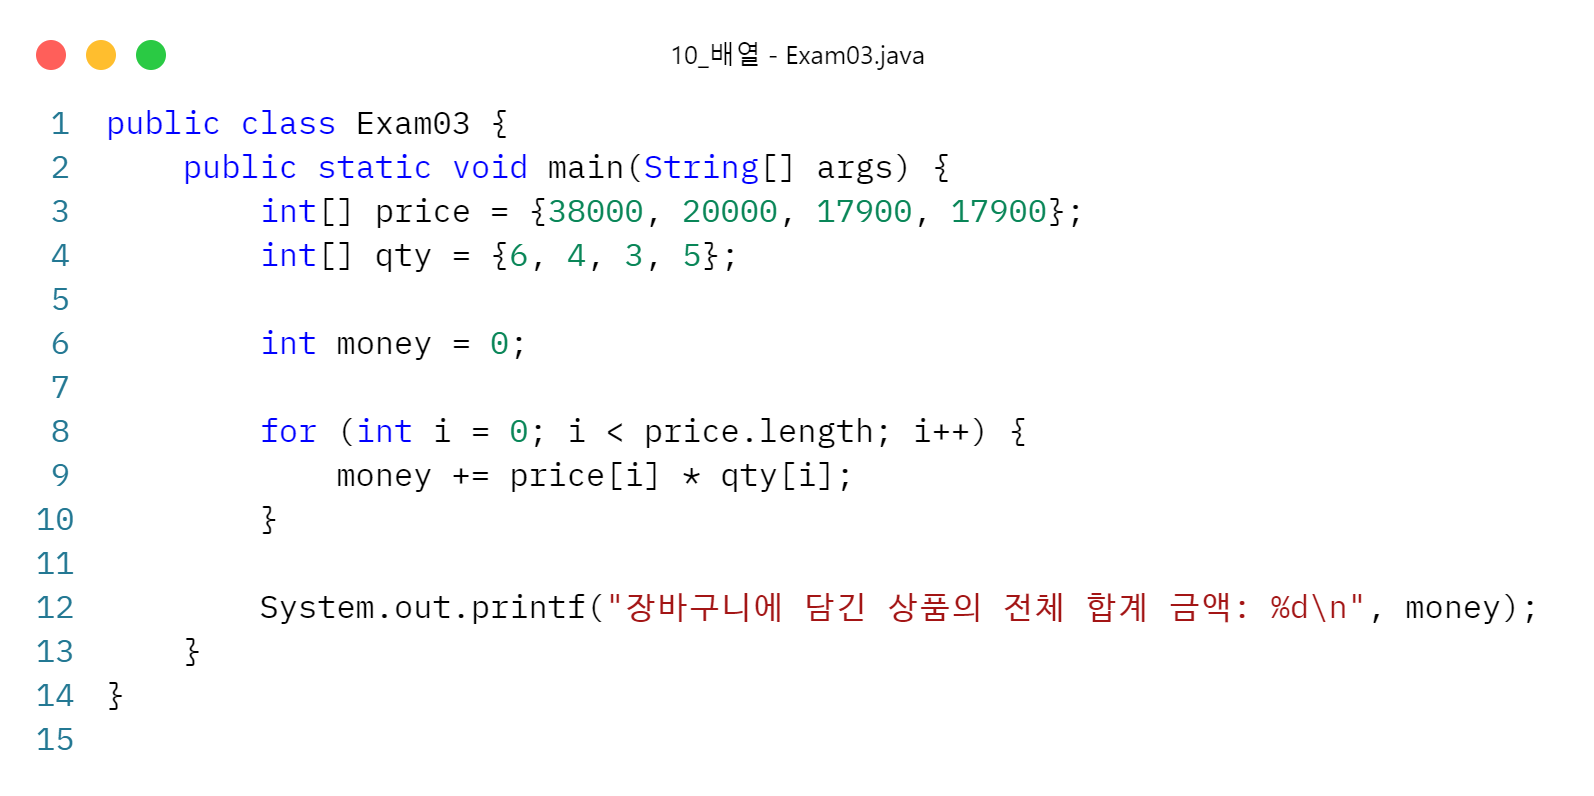 10_배열 - Exam03.java
1 public class Exam03 {
2     public static void main(String[] args) {
3         int[] price = {38000, 20000, 17900, 17900};
4         int[] qty = {6, 4, 3, 5};
5
6         int money = 0;
7
8         for (int i = 0; i < price.length; i++) {
9             money += price[i] * qty[i];
10         }
11
12         System.out.printf("장바구니에 담긴 상품의 전체 합계 금액: %d\n", money);
13     }
14 }
15